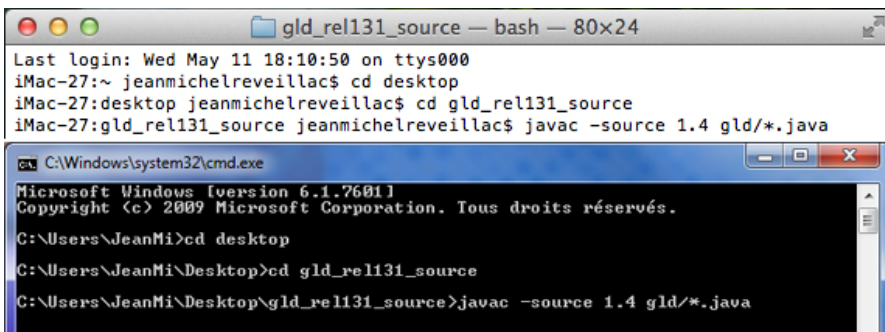 gld_rel131_source — bash — 80×24
Last login: Wed May 11 18:10:50 on ttys000
iMac-27:~ jeanmichelreveillac$ cd desktop
iMac-27:desktop jeanmichelreveillac$ cd gld_rel131_source
iMac-27:gld_rel131_source jeanmichelreveillac$ javac -source 1.4 gld/*.java
C:\Windows\system32\cmd.exe
Microsoft Windows [version 6.1.7601]
Copyright (c) 2009 Microsoft Corporation. Tous droits réservés.
C:\Users\JeanMi>cd desktop
C:\Users\JeanMi\Desktop>cd gld_rel131_source
C:\Users\JeanMi\Desktop\gld_rel131_source>javac -source 1.4 gld/*.java